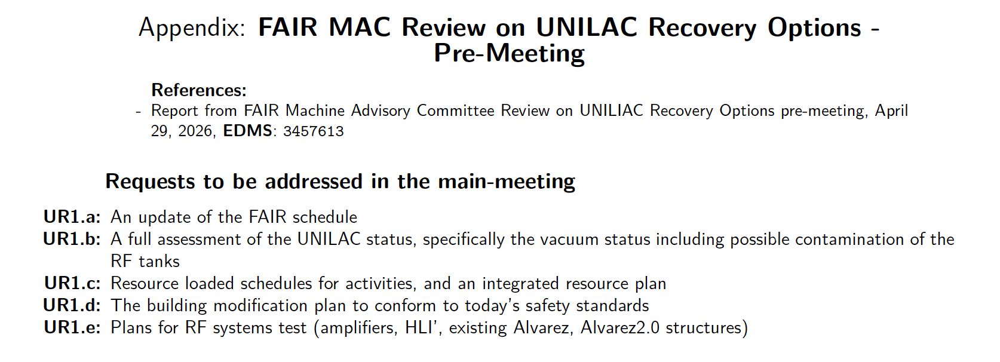 Appendix: FAIR MAC Review on UNILAC Recovery Options -
Pre-Meeting
References:
- Report from FAIR Machine Advisory Committee Review on UNILIAC Recovery Options pre-meeting, April
29, 2026, EDMS: 3457613
Requests to be addressed in the main-meeting
UR1.a: An update of the FAIR schedule
UR1.b: A full assessment of the UNILAC status, specifically the vacuum status including possible contamination of the
RF tanks
UR1.c: Resource loaded schedules for activities, and an integrated resource plan
UR1.d: The building modification plan to conform to today's safety standards
UR1.e: Plans for RF systems test (amplifiers, HLI', existing Alvarez, Alvarez2.0 structures)